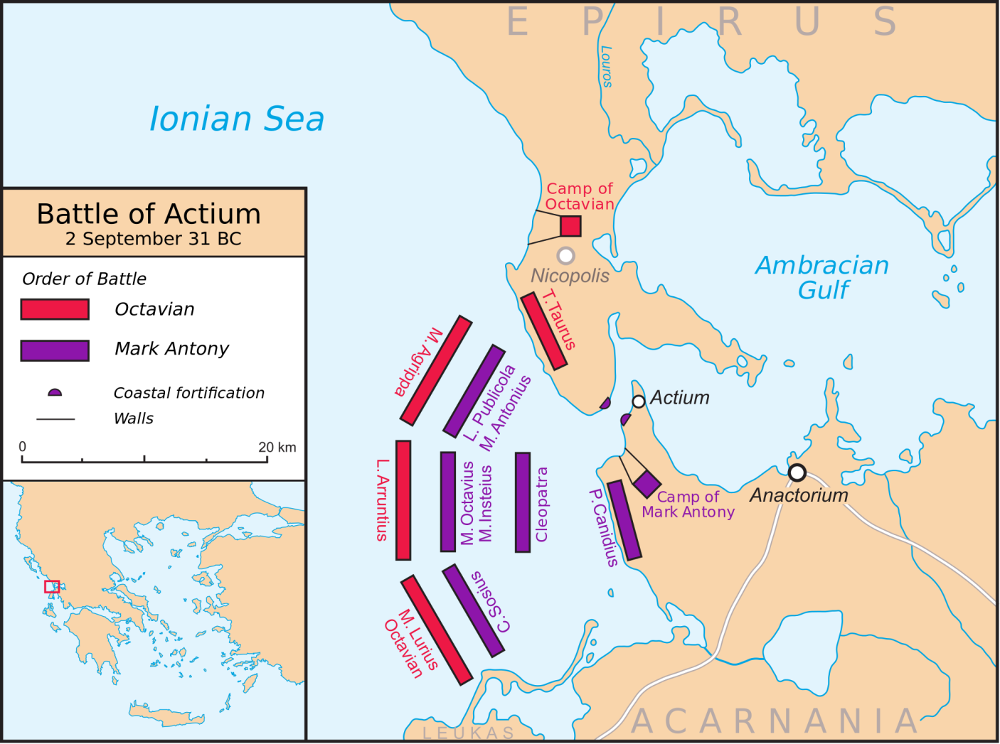 EPIRUS
Louros
Ionian Sea
Camp of
Octavian
Battle of Actium
2 September 31 BC
Nicopolis
Ambracian
Gulf
Order of Battle
Octavian
Mark Antony
Coastal fortification
Walls
0
20 km
T. Taurus
M. Agrippa
L. Publicola
M. Antonius
Actium
L. Arruntius
M. Octavius
M. Insteius
Cleopatra
P. Canidius
Camp of
Mark Antony
Anactorium
C. Sosius
M. Lurius
Octavian
LEUKAS
ACARNANIA